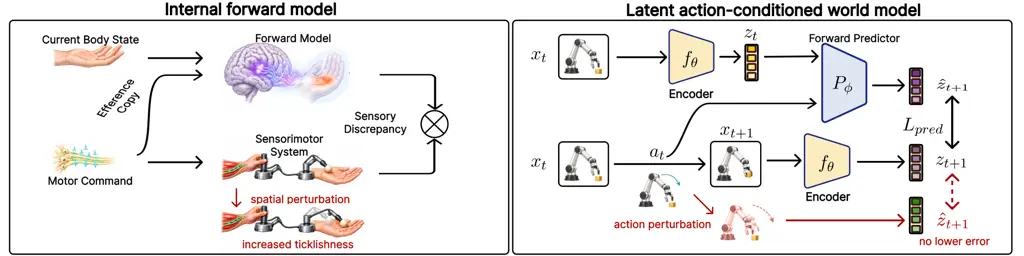 Internal forward model
Current Body State
Forward Model
Efference
Copy
Sensory
Discrepancy
Sensorimotor
System
Motor Command
spatial perturbation
increased ticklishness
Latent action-conditioned world model
x_t
f_θ
Encoder
z_t
Forward Predictor
P_ϕ
ẑ_{t+1}
L_{pred}
x_t
a_t
x_{t+1}
f_θ
Encoder
z_{t+1}
action perturbation
ẑ_{t+1}
no lower error